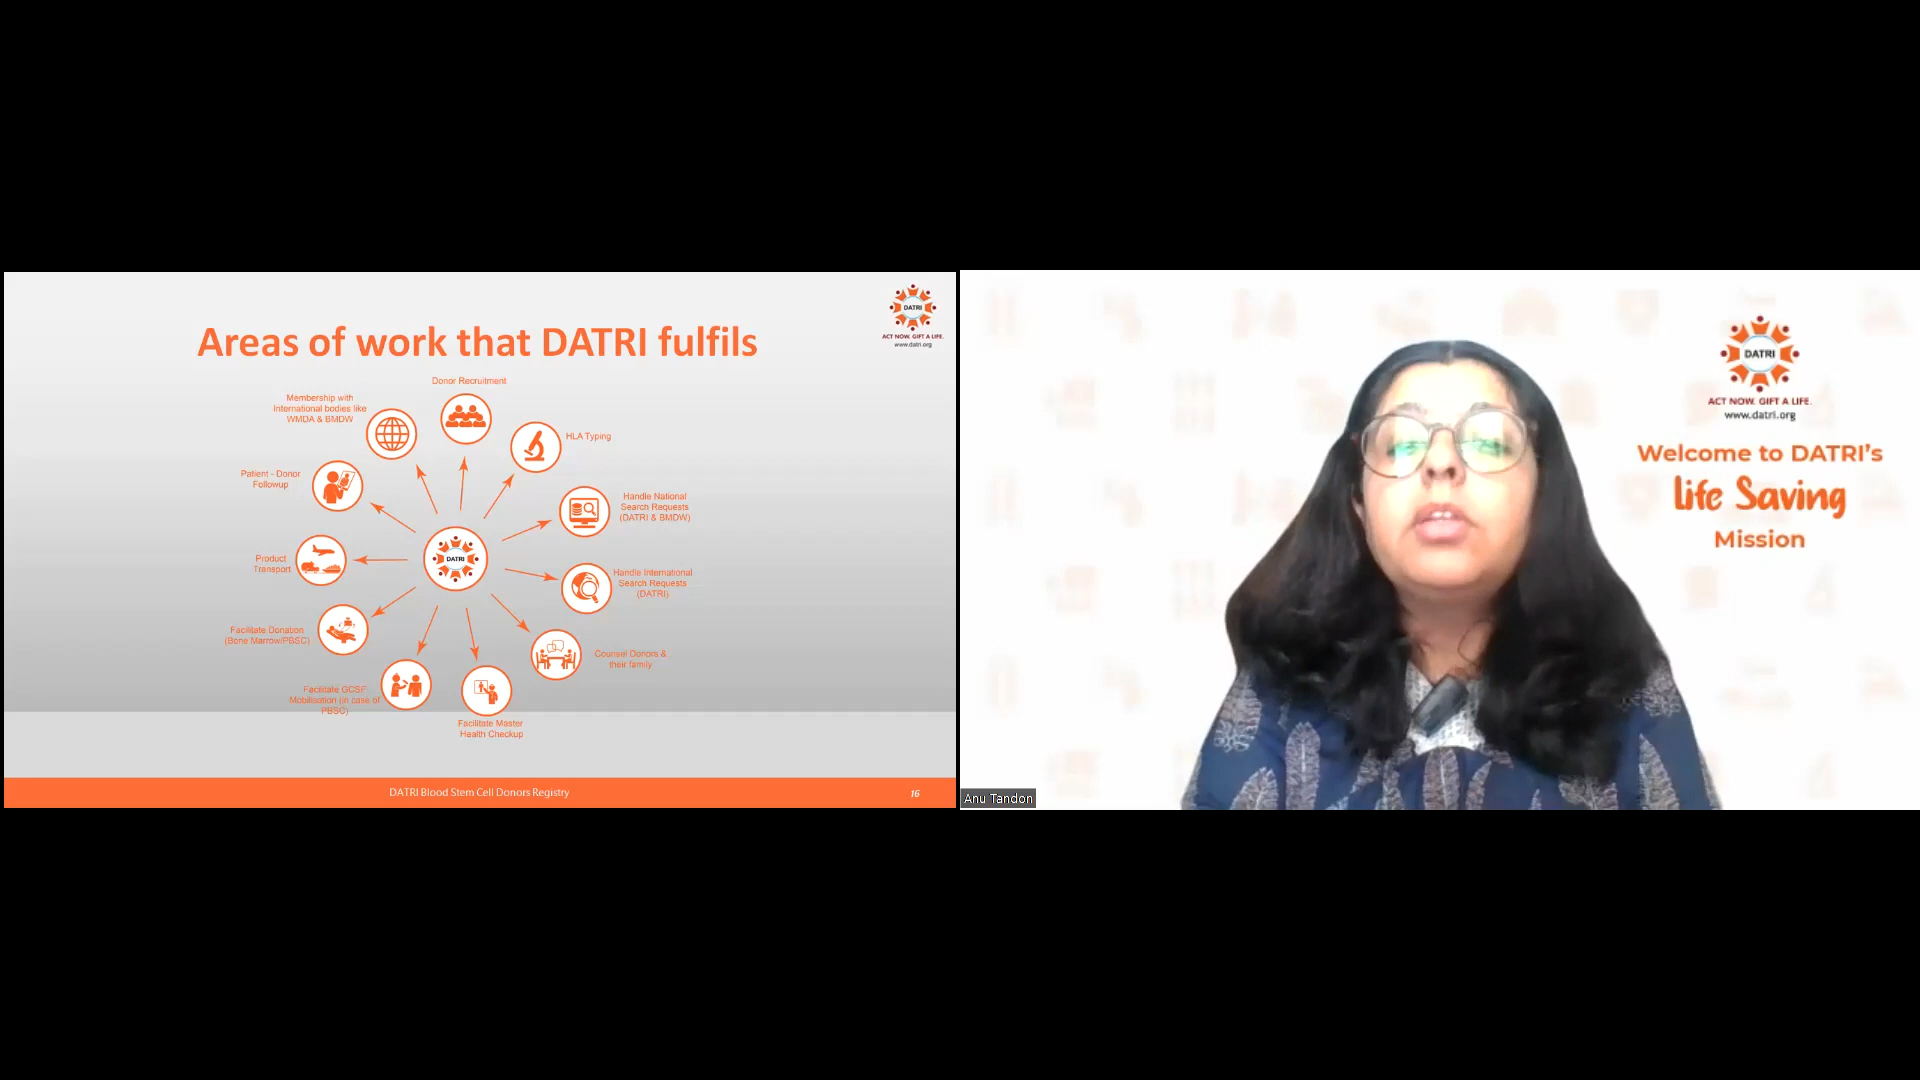 DATRI
ACT NOW. GIFT A LIFE.
www.datri.org
Areas of work that DATRI fulfils
Donor Recruitment
HLA Typing
Handle National
Search Requests
(DATRI & BMDW)
Handle International
Search Requests
(DATRI)
Counsel Donors &
their family
Facilitate Master
Health Checkup
Facilitate GCSF
Mobilisation (in case of
PBSC)
Facilitate Donation
(Bone Marrow/PBSC)
Product
Transport
Patient - Donor
Followup
Membership with
International bodies like
WMDA & BMDW
DATRI
DATRI Blood Stem Cell Donors Registry
16
DATRI
ACT NOW. GIFT A LIFE.
www.datri.org
Welcome to DATRI’s
life Saving
Mission
Anu Tandon